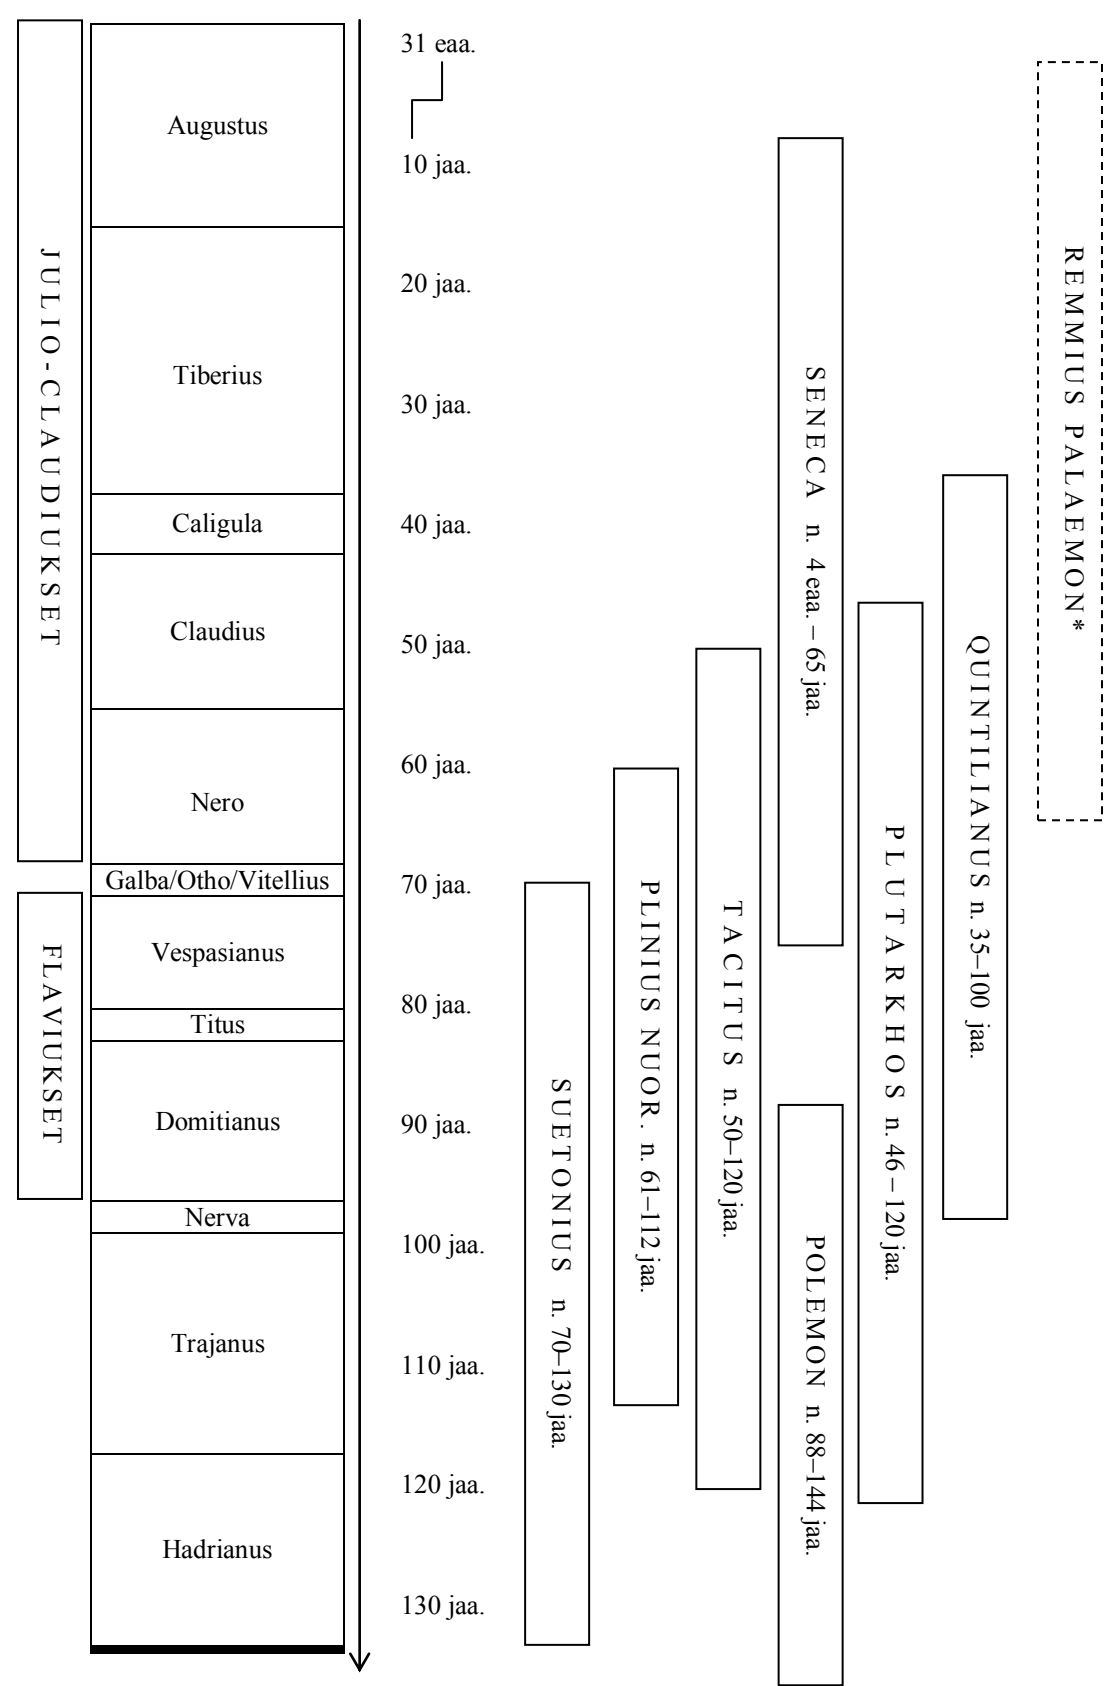 JULIO-CLAUDIUKSET
FLAVIUKSET
Augustus
Tiberius
Caligula
Claudius
Nero
Galba/Otho/Vitellius
Vespasianus
Titus
Domitianus
Nerva
Trajanus
Hadrianus
31 eaa.
10 jaa.
20 jaa.
30 jaa.
40 jaa.
50 jaa.
60 jaa.
70 jaa.
80 jaa.
90 jaa.
100 jaa.
110 jaa.
120 jaa.
130 jaa.
SUETONIUS n. 70–130 jaa.
PLINIUS NUOR. n. 61–112 jaa.
TACITUS n. 50–120 jaa.
SENECA n. 4 eaa. – 65 jaa.
POLEMON n. 88–144 jaa.
PLUTARKHOS n. 46 – 120 jaa.
QUINTILIANUS n. 35–100 jaa.
REMMIUS PALAEMON*